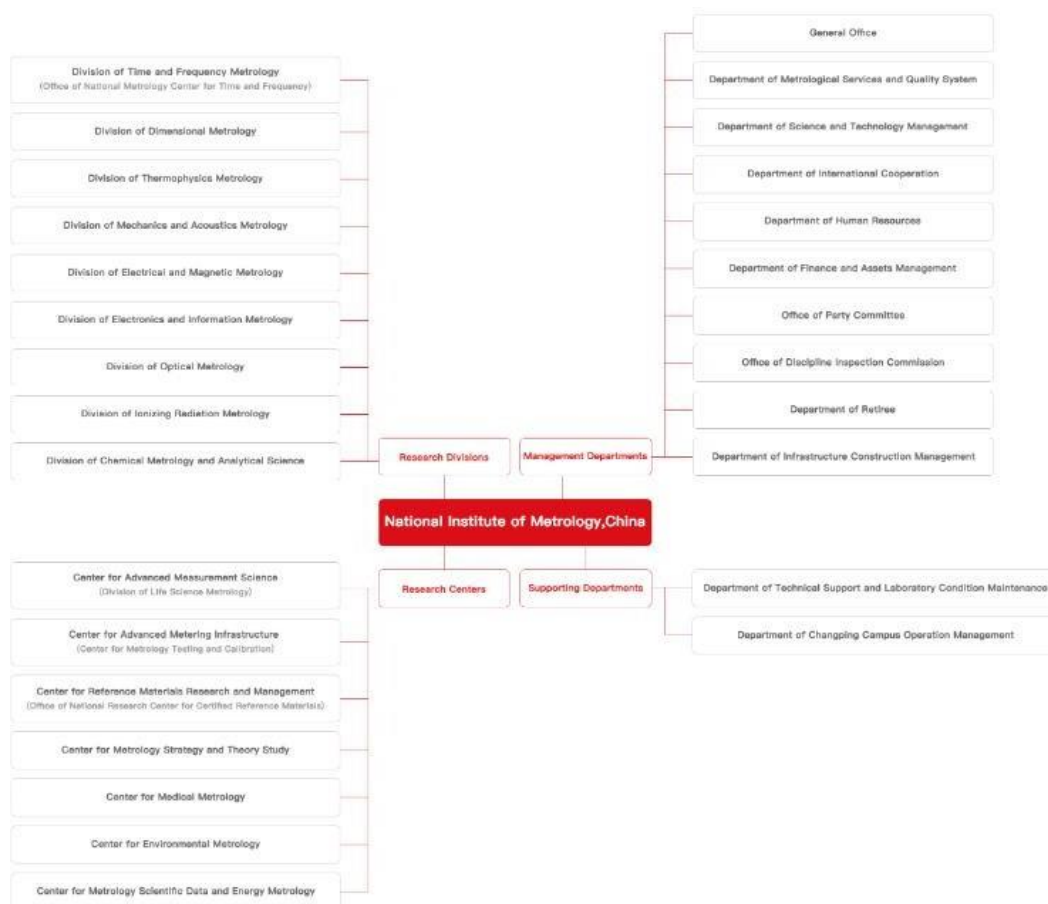 General Office
Division of Time and Frequency Metrology
(Office of National Metrology Center for Time and Frequency)
Department of Metrological Services and Quality System
Division of Dimensional Metrology
Department of Science and Technology Management
Division of Thermophysics Metrology
Department of International Cooperation
Division of Mechanics and Acoustics Metrology
Department of Human Resources
Division of Electrical and Magnetic Metrology
Department of Finance and Assets Management
Division of Electronics and Information Metrology
Office of Party Committee
Division of Optical Metrology
Office of Discipline Inspection Commission
Division of Ionizing Radiation Metrology
Department of Retiree
Division of Chemical Metrology and Analytical Science
Research Divisions
Management Departments
Department of Infrastructure Construction Management
National Institute of Metrology,China
Center for Advanced Measurement Science
(Division of Life Science Metrology)
Research Centers
Supporting Departments
Department of Technical Support and Laboratory Condition Maintenance
Center for Advanced Metering Infrastructure
(Center for Metrology Testing and Calibration)
Department of Changping Campus Operation Management
Center for Reference Materials Research and Management
(Office of National Research Center for Certified Reference Materials)
Center for Metrology Strategy and Theory Study
Center for Medical Metrology
Center for Environmental Metrology
Center for Metrology Scientific Data and Energy Metrology